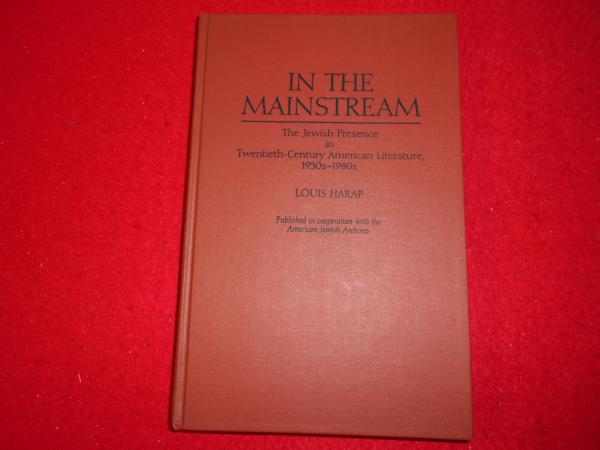 IN THE
MAINSTREAM
The Jewish Presence
in
Twentieth-Century American Literature,
1950s–1980s
LOUIS HARAP
Published in cooperation with the
American Jewish Archives